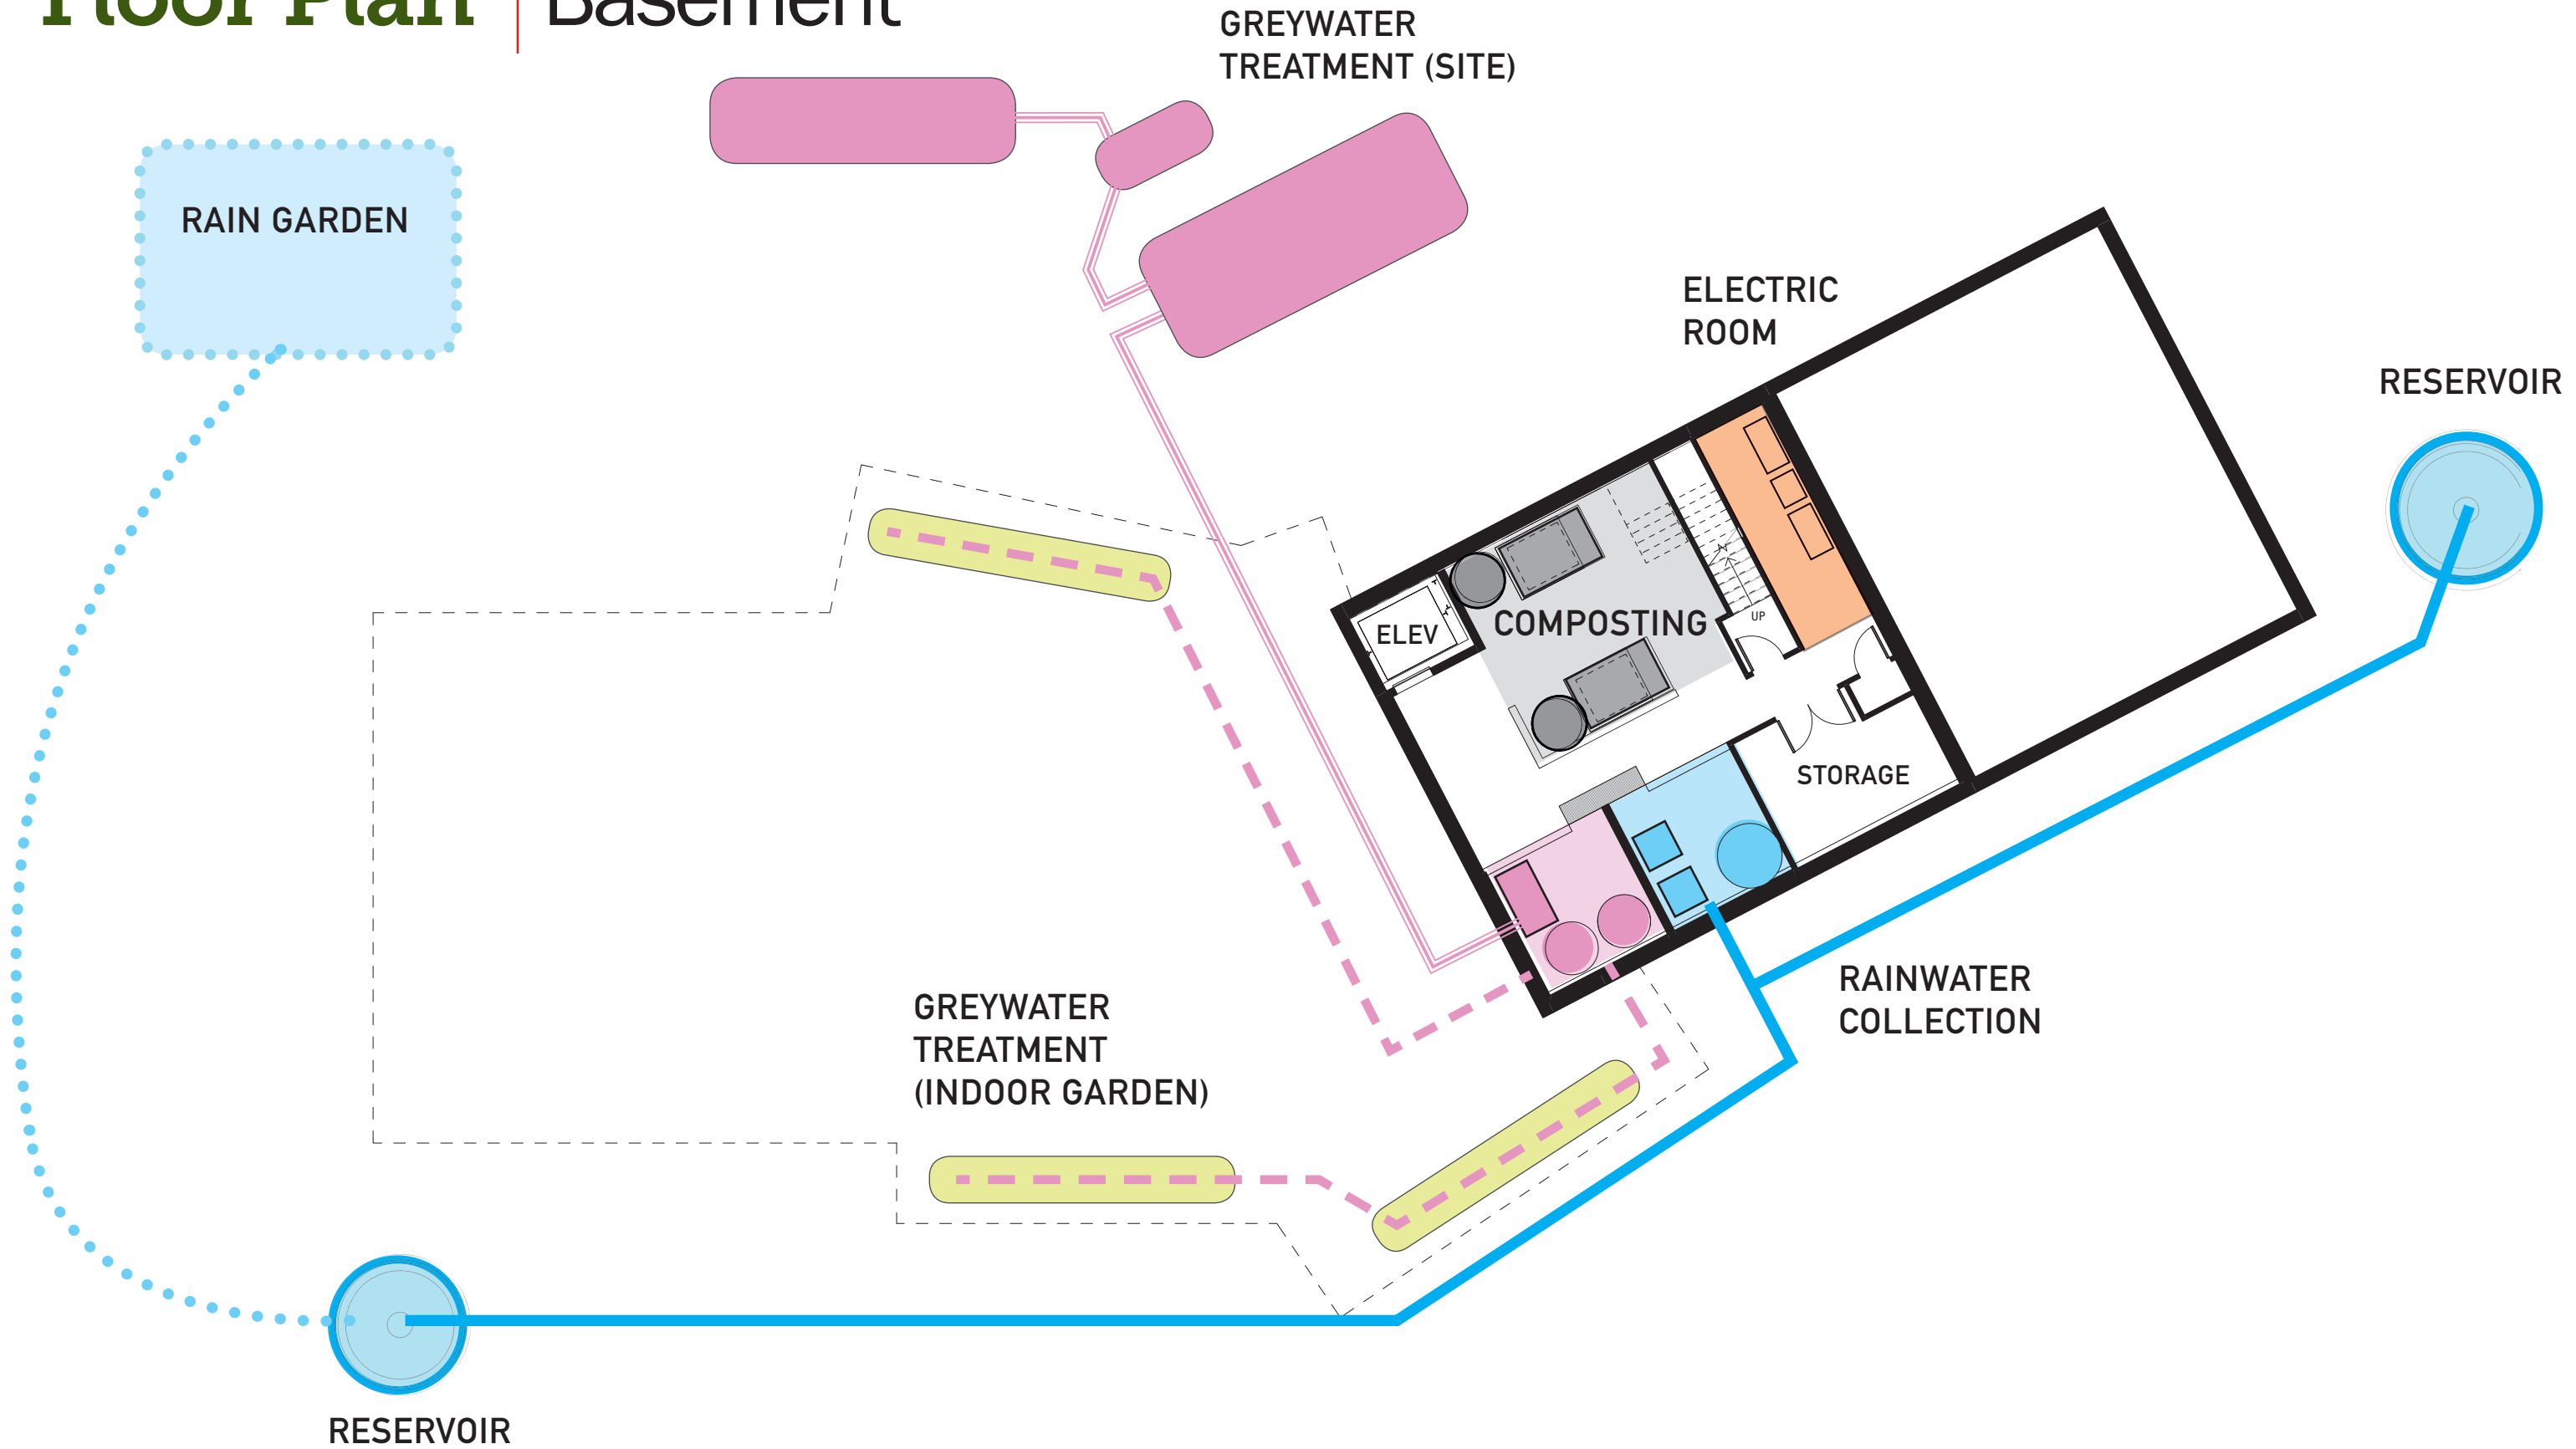 Floor Plan | Basement
GREYWATER
TREATMENT (SITE)
RAIN GARDEN
ELECTRIC
ROOM
RESERVOIR
ELEV
COMPOSTING
UP
STORAGE
RAINWATER
COLLECTION
GREYWATER
TREATMENT
(INDOOR GARDEN)
RESERVOIR